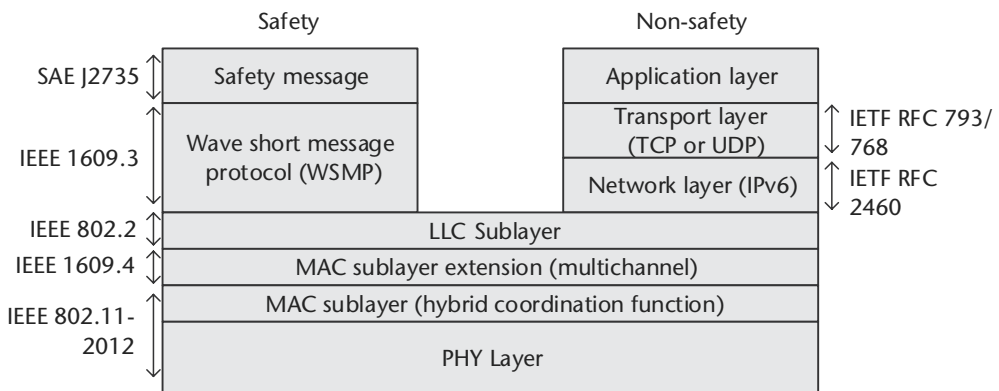 Safety
Non-safety
SAE J2735
Safety message
Application layer
IEEE 1609.3
Wave short message
protocol (WSMP)
Transport layer
(TCP or UDP)
IETF RFC 793/
768
Network layer (IPv6)
IETF RFC
2460
IEEE 802.2
LLC Sublayer
IEEE 1609.4
MAC sublayer extension (multichannel)
IEEE 802.11-
2012
MAC sublayer (hybrid coordination function)
PHY Layer